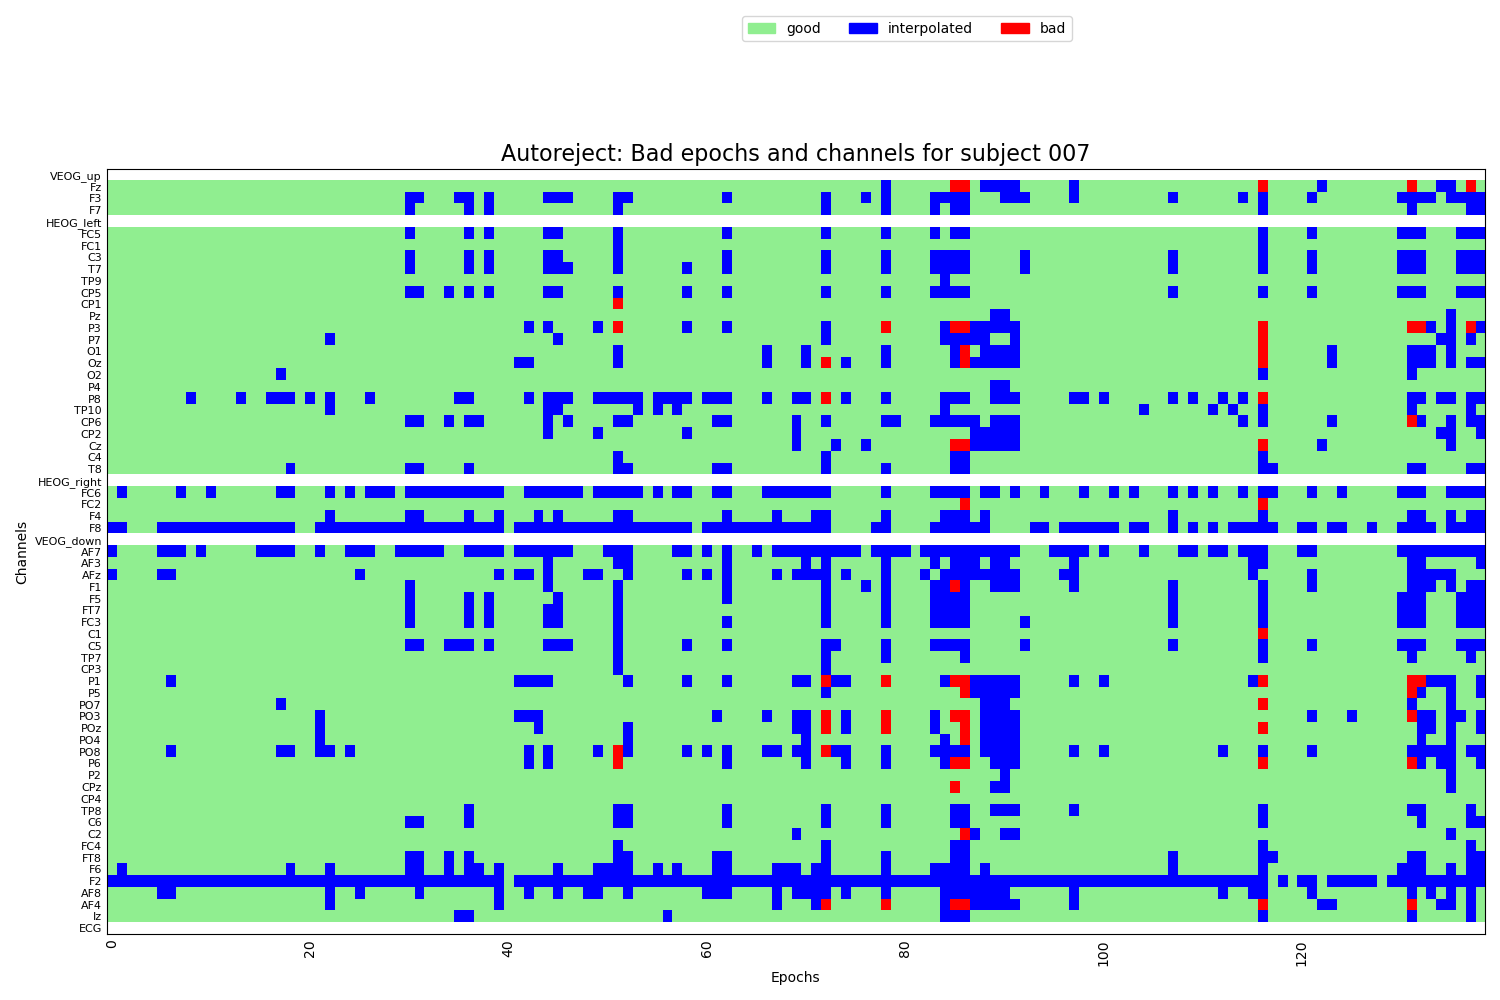 good interpolated bad
Autoreject: Bad epochs and channels for subject 007
VEOG_up
Fz
F3
F7
HEOG_left
FC5
FC1
C3
T7
TP9
CP5
CP1
Pz
P3
P7
O1
Oz
O2
P4
P8
TP10
CP6
CP2
Cz
C4
T8
HEOG_right
FC6
FC2
F4
F8
VEOG_down
AF7
AF3
AFz
F1
F5
FT7
FC3
C1
C5
TP7
CP3
P1
P5
PO7
PO3
POz
PO4
PO8
P6
P2
CPz
CP4
TP8
C6
C2
FC4
FT8
F6
F2
AF8
AF4
Iz
ECG
Channels
0 20 40 60 80 100 120
Epochs